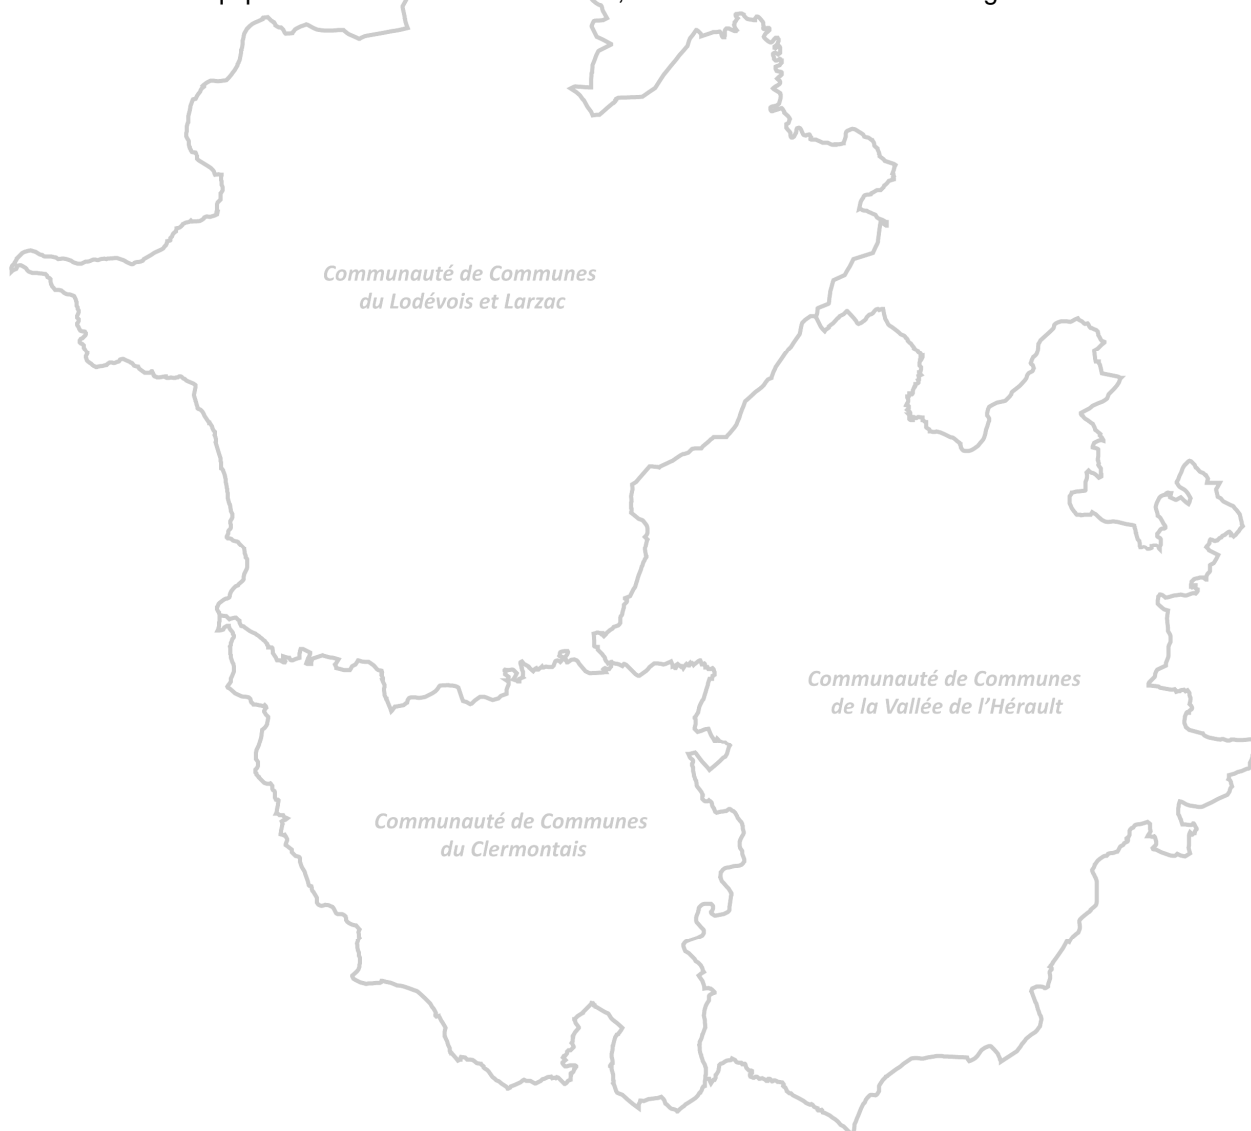 Communauté de Communes
du Lodévois et Larzac
Communauté de Communes
de la Vallée de l'Hérault
Communauté de Communes
du Clermontais